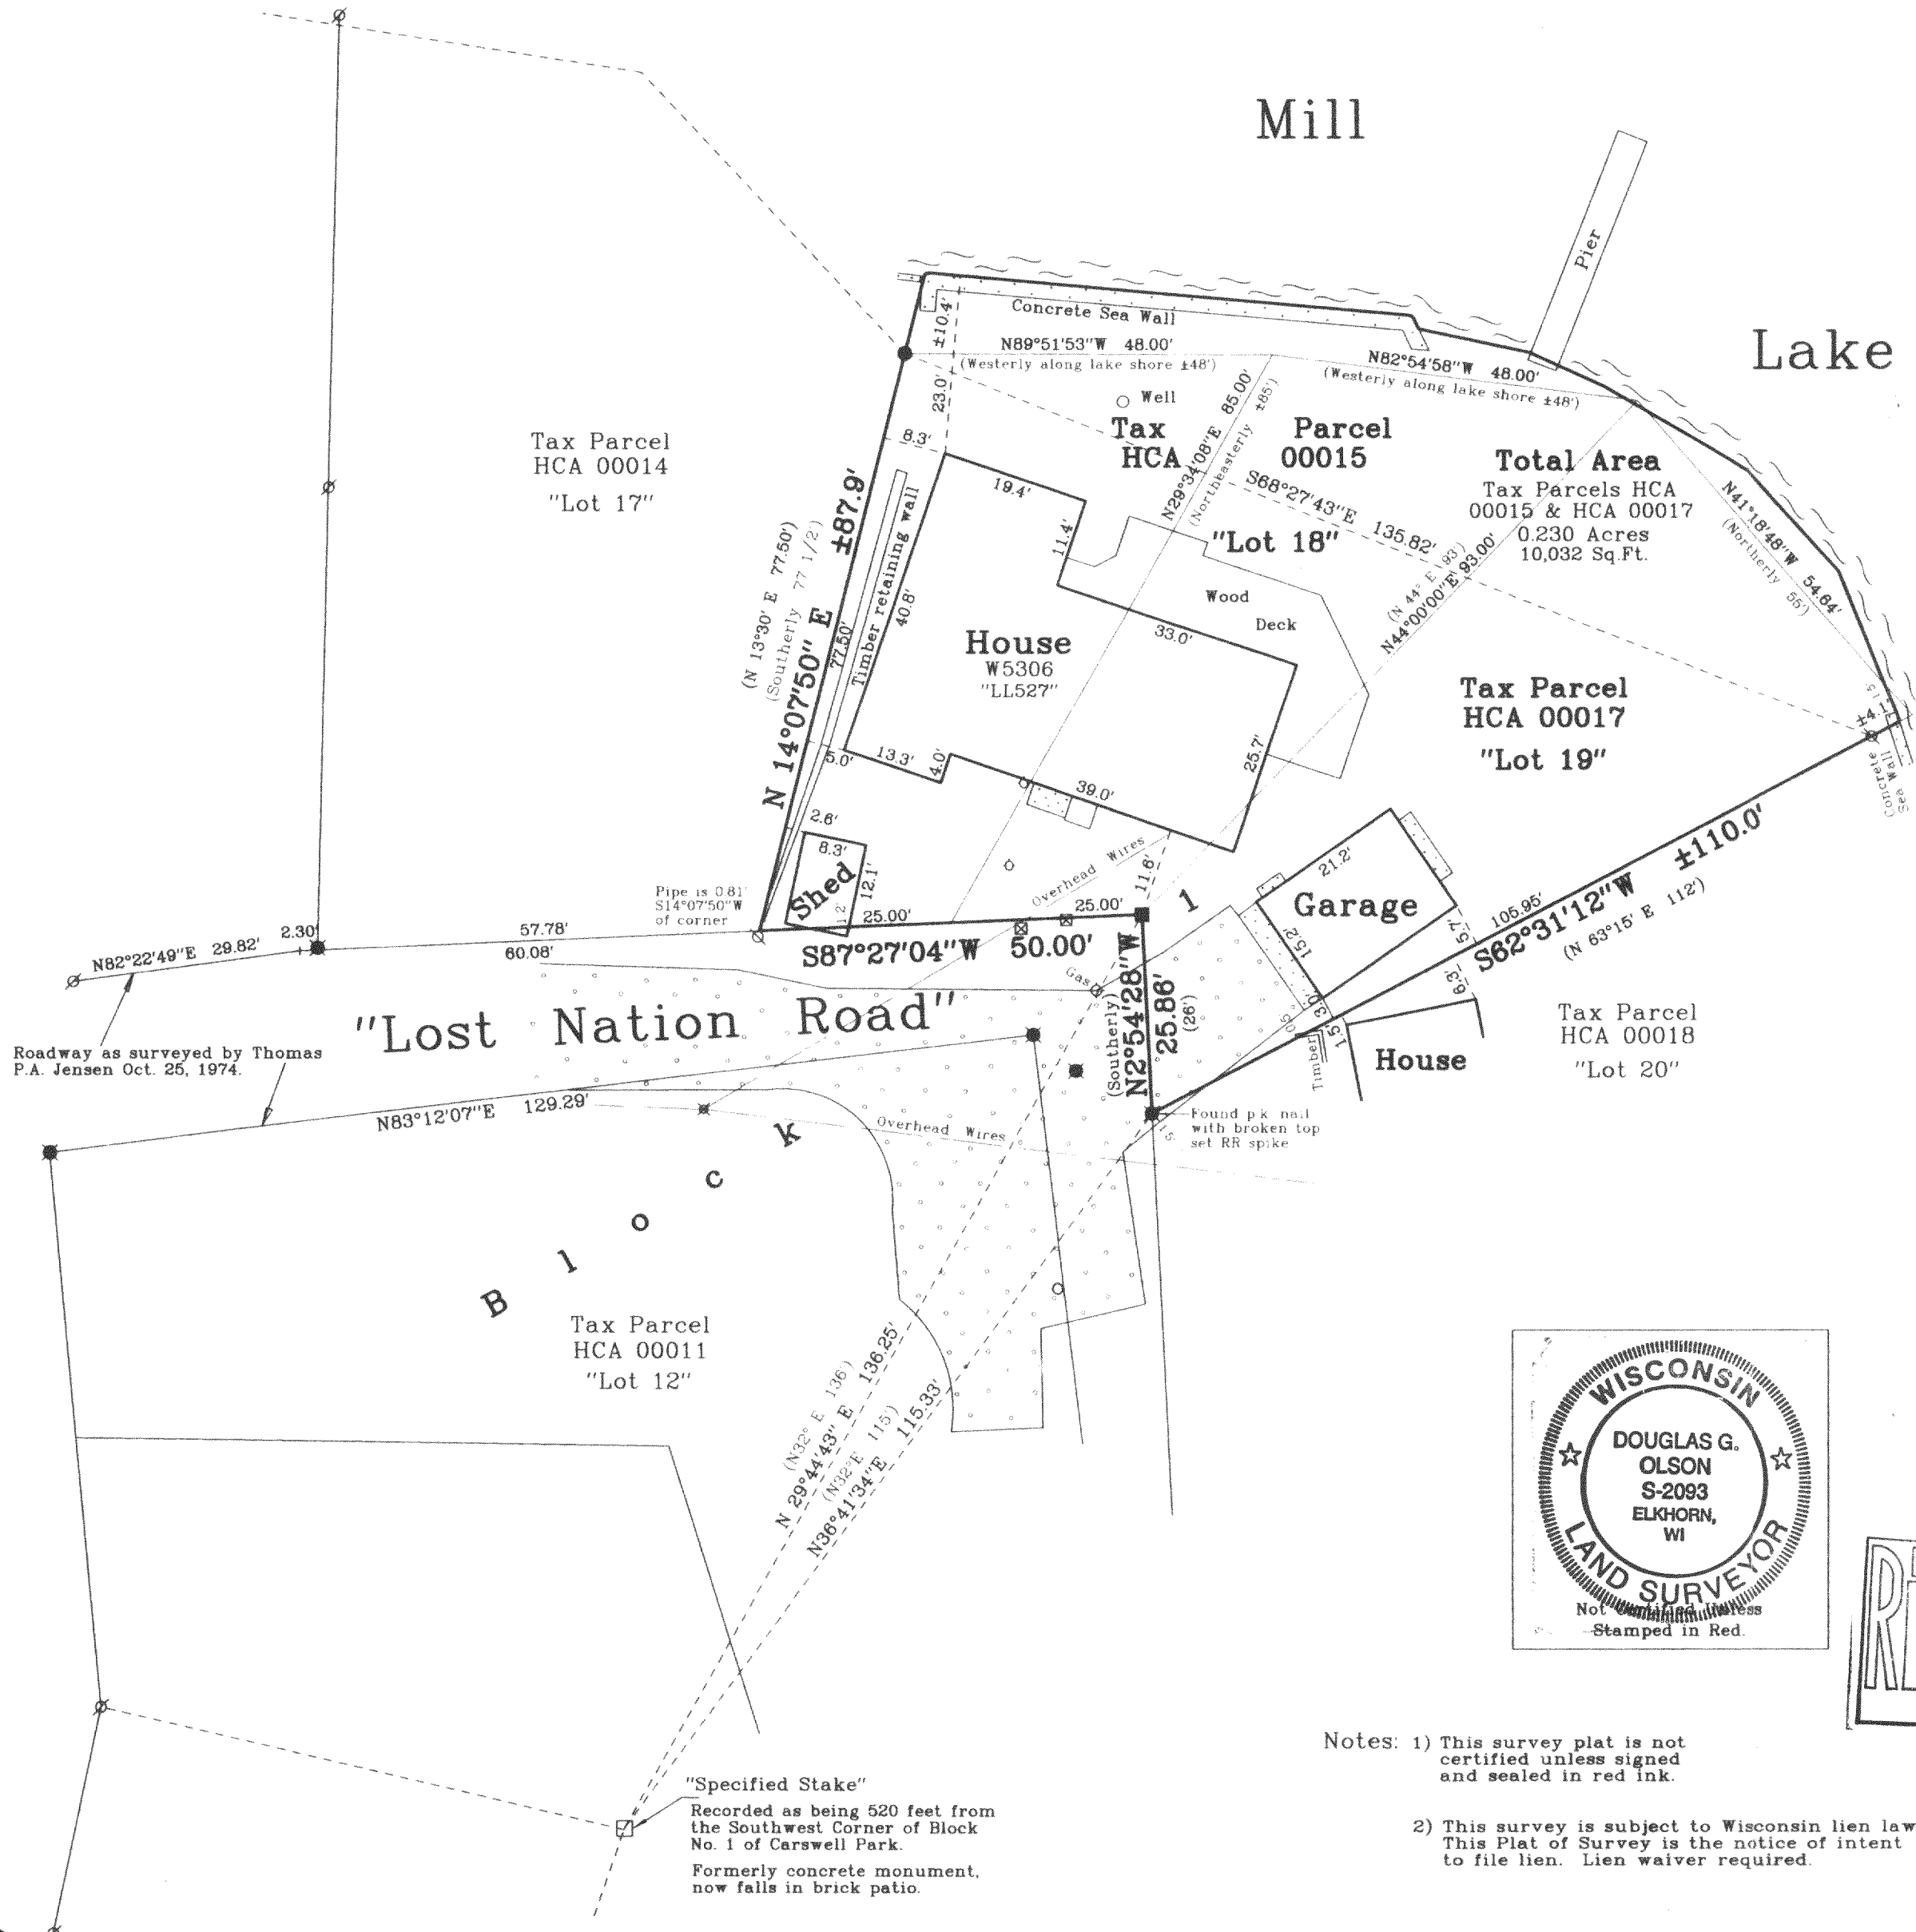 Mill
Lake
Pier
Concrete Sea Wall
±10.4'
N89°51'53"W 48.00'
(Westerly along lake shore ±48')
N82°54'58"W 48.00'
(Westerly along lake shore ±48')
23.0'
Well
Tax Parcel
HCA 00015
"Lot 18"
N29°34'08"E 85.00'
(Northeasterly ±85')
S68°27'43"E 135.82'
Total Area
Tax Parcels HCA
00015 & HCA 00017
0.230 Acres
10,032 Sq.Ft.
N41°18'48"W 54.64'
(Northerly 55')
(N 44° E 93')
N44°00'00"E 93.00'
Tax Parcel
HCA 00014
"Lot 17"
8.3'
19.4'
11.4'
Timber retaining wall
40.8'
N 14°07'50" E ±87.9'
(N 13°30' E 77.50')
(Southerly 77 1/2')
77.50'
House
W5306
"LL527"
33.0'
Wood
Deck
25.7'
Tax Parcel
HCA 00017
"Lot 19"
±4.1'
15
Concrete
Sea Wall
5.0'
13.3'
4.0'
39.0'
2.6'
8.3'
Shed
12.1'
1.2'
Overhead Wires
11.6'
21.2'
Garage
15.2'
5.7'
105.95'
S62°31'12"W ±110.0'
(N 63°15' E 112')
6.3'
Pipe is 0.81'
S14°07'50"W
of corner
25.00'
25.00'
S87°27'04"W 50.00'
N82°22'49"E 29.82'
2.30'
57.78'
60.08'
Gas
(Southerly)
N2°54'28"W
25.86'
(26')
3.0'
1.5'
05
Timber
House
Tax Parcel
HCA 00018
"Lot 20"
"Lost Nation Road"
Roadway as surveyed by Thomas
P.A. Jensen Oct. 25, 1974.
N83°12'07"E 129.29'
Overhead Wires
Found p.k. nail
with broken top
set RR spike
15
Block 1
Tax Parcel
HCA 00011
"Lot 12"
(N32° E 136')
N 29°44'43" E 136.25'
(N32°E 115')
N36°41'34"E 115.33'
"Specified Stake"
Recorded as being 520 feet from
the Southwest Corner of Block
No. 1 of Carswell Park.
Formerly concrete monument,
now falls in brick patio.
WISCONSIN
DOUGLAS G.
OLSON
S-2093
ELKHORN,
WI
LAND SURVEYOR
Not Certified Unless
Stamped in Red.
Notes: 1) This survey plat is not
certified unless signed
and sealed in red ink.
2) This survey is subject to Wisconsin lien law
This Plat of Survey is the notice of intent
to file lien. Lien waiver required.